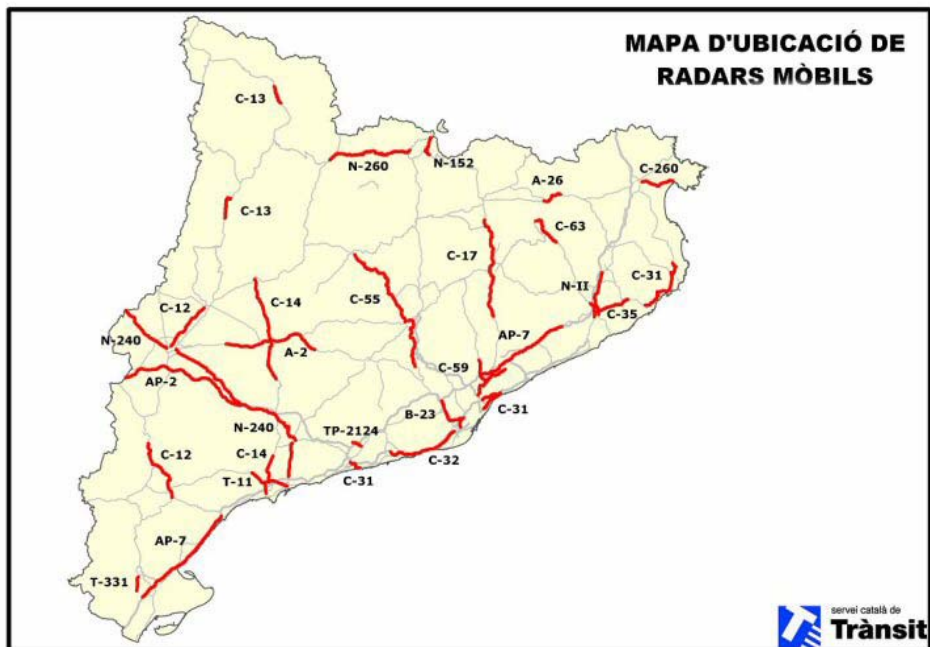 MAPA D'UBICACIÓ DE
RADARS MÒBILS
C-13
N-260
N-152
A-26
C-260
C-13
C-63
C-17
C-31
N-II
C-14
C-55
C-12
C-35
N-240
AP-7
A-2
C-59
AP-2
C-31
B-23
N-240
TP-2124
C-12
C-14
C-32
T-11
C-31
AP-7
T-331
servei català de
Trànsit